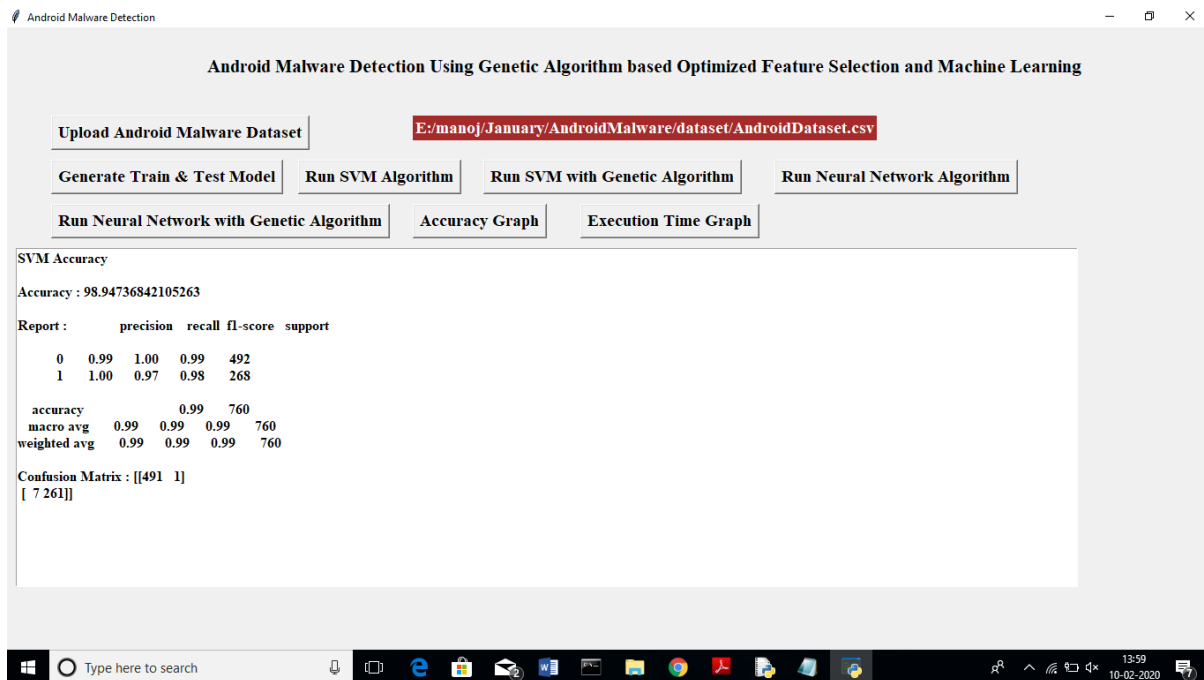 Android Malware Detection
Android Malware Detection Using Genetic Algorithm based Optimized Feature Selection and Machine Learning
Upload Android Malware Dataset
E:/manoj/January/AndroidMalware/dataset/AndroidDataset.csv
Generate Train & Test Model
Run SVM Algorithm
Run SVM with Genetic Algorithm
Run Neural Network Algorithm
Run Neural Network with Genetic Algorithm
Accuracy Graph
Execution Time Graph
SVM Accuracy
Accuracy : 98.94736842105263
Report : precision recall f1-score support
0 0.99 1.00 0.99 492
1 1.00 0.97 0.98 268
accuracy 0.99 760
macro avg 0.99 0.99 0.99 760
weighted avg 0.99 0.99 0.99 760
Confusion Matrix : [[491 1]
[ 7 261]]
Type here to search
2
13:59
10-02-2020
7